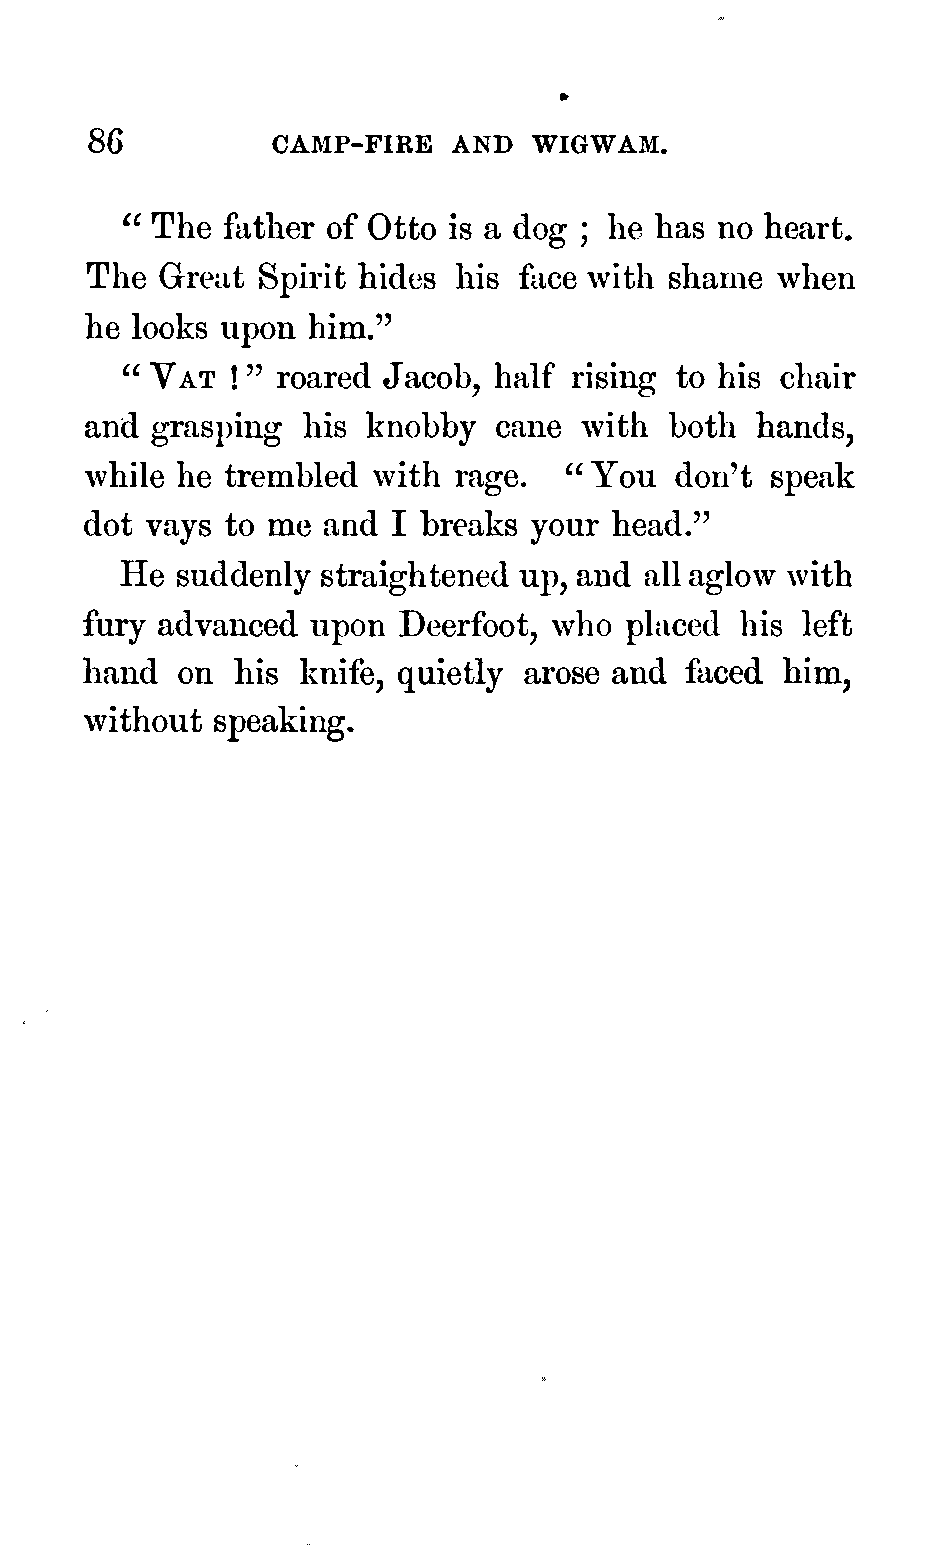 86 CAMP-FIRE AND WIGWAM.
“ The father of Otto is a dog ; he has no heart.
The Great Spirit hides his face with shame when
he looks upon him.”
“ VAT ! ” roared Jacob, half rising to his chair
and grasping his knobby cane with both hands,
while he trembled with rage. “ You don’t speak
dot vays to me and I breaks your head.”
He suddenly straightened up, and all aglow with
fury advanced upon Deerfoot, who placed his left
hand on his knife, quietly arose and faced him,
without speaking.